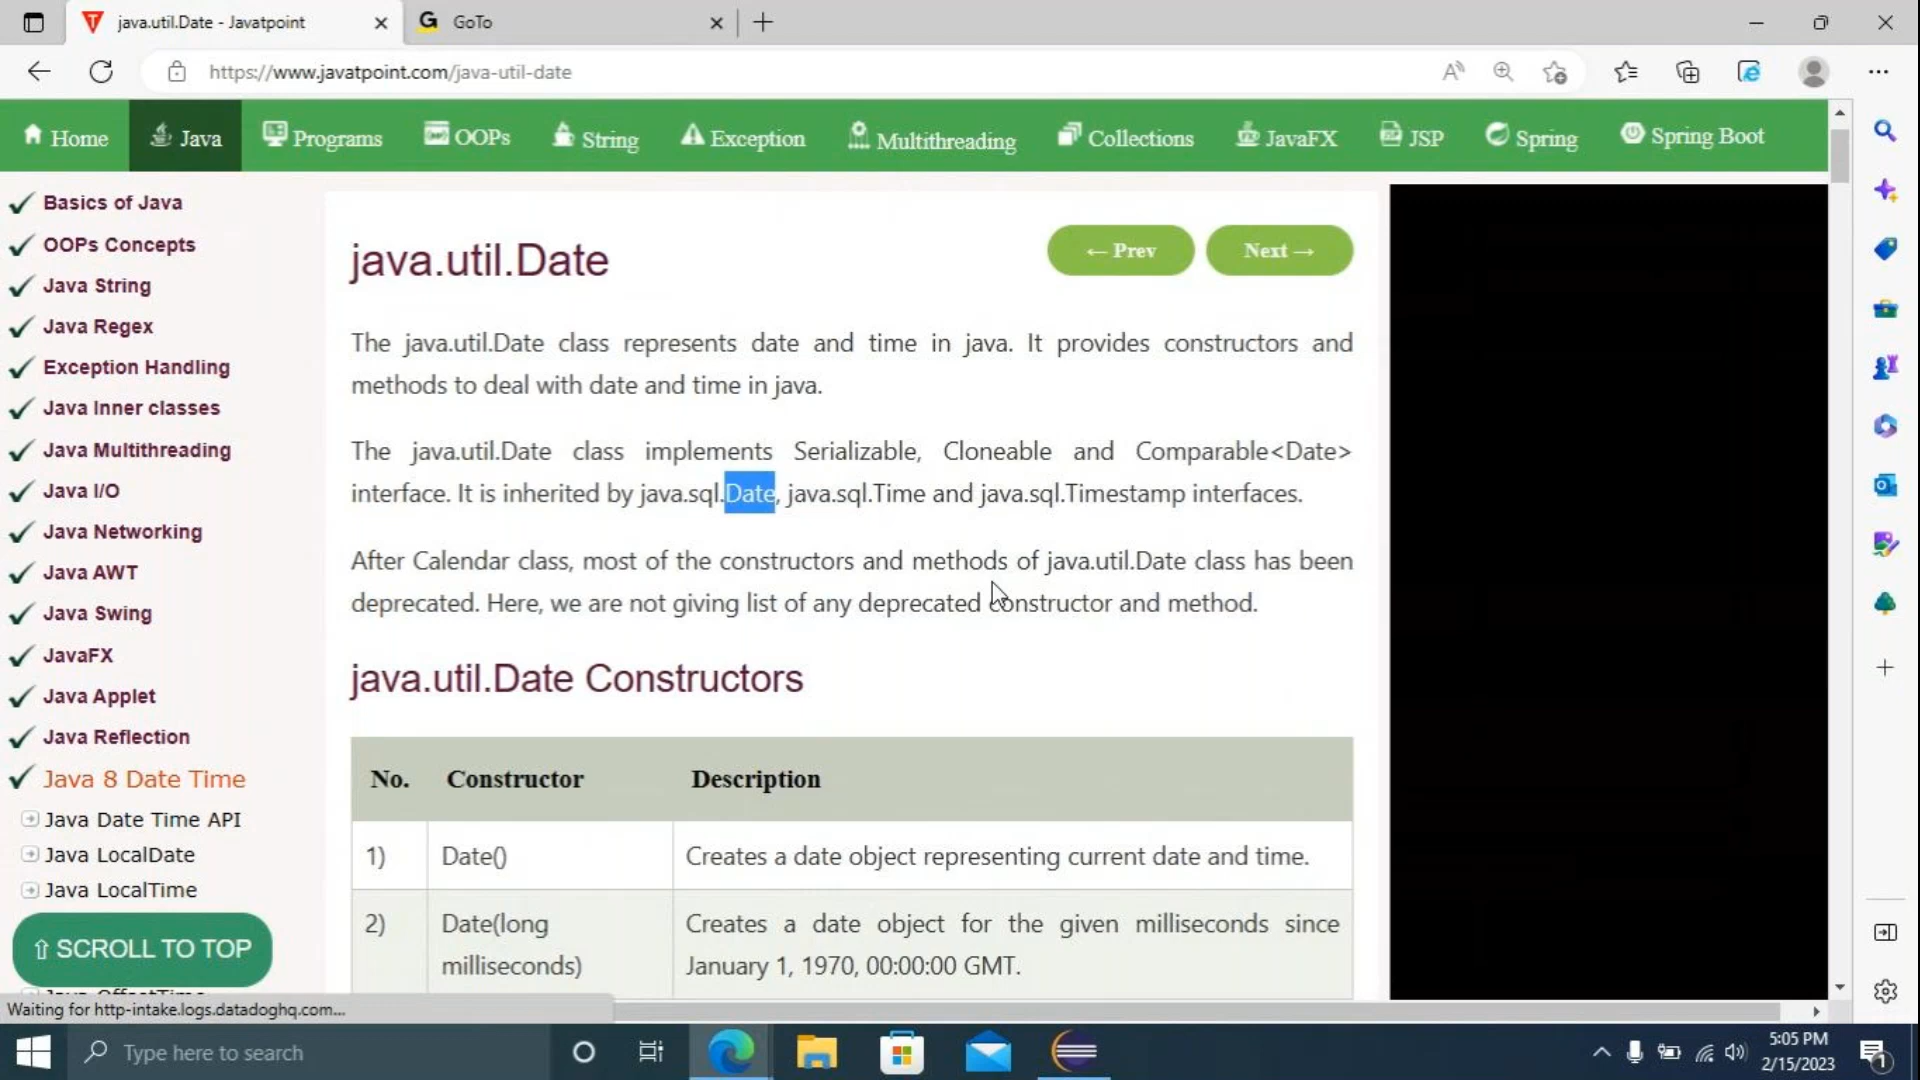 java.util.Date - Javatpoint
G GoTo
https://www.javatpoint.com/java-util-date
Home
Java
Programs
OOPs
String
Exception
Multithreading
Collections
JavaFX
JSP
Spring
Spring Boot
Basics of Java
OOPs Concepts
Java String
Java Regex
Exception Handling
Java Inner classes
Java Multithreading
Java I/O
Java Networking
Java AWT
Java Swing
JavaFX
Java Applet
Java Reflection
Java 8 Date Time
Java Date Time API
Java LocalDate
Java LocalTime
⇧ SCROLL TO TOP
java.util.Date
← Prev
Next →
The java.util.Date class represents date and time in java. It provides constructors and
methods to deal with date and time in java.
The java.util.Date class implements Serializable, Cloneable and Comparable<Date>
interface. It is inherited by java.sql.Date, java.sql.Time and java.sql.Timestamp interfaces.
After Calendar class, most of the constructors and methods of java.util.Date class has been
deprecated. Here, we are not giving list of any deprecated constructor and method.
java.util.Date Constructors
No. Constructor Description
1) Date() Creates a date object representing current date and time.
2) Date(long Creates a date object for the given milliseconds since
milliseconds) January 1, 1970, 00:00:00 GMT.
Waiting for http-intake.logs.datadoghq.com...
Type here to search
5:05 PM
2/15/2023
1